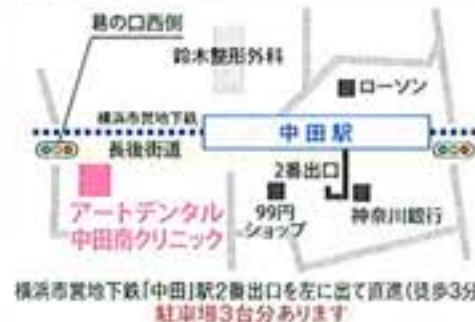 葛の口西側
鈴木整形外科
ローソン
横浜市営地下鉄
中田駅
長後街道
2番出口
アートデンタル
中田南クリニック
99円
ショップ
神奈川銀行
横浜市営地下鉄「中田」駅2番出口を左に出て直進(徒歩3分
駐車場3台分あります